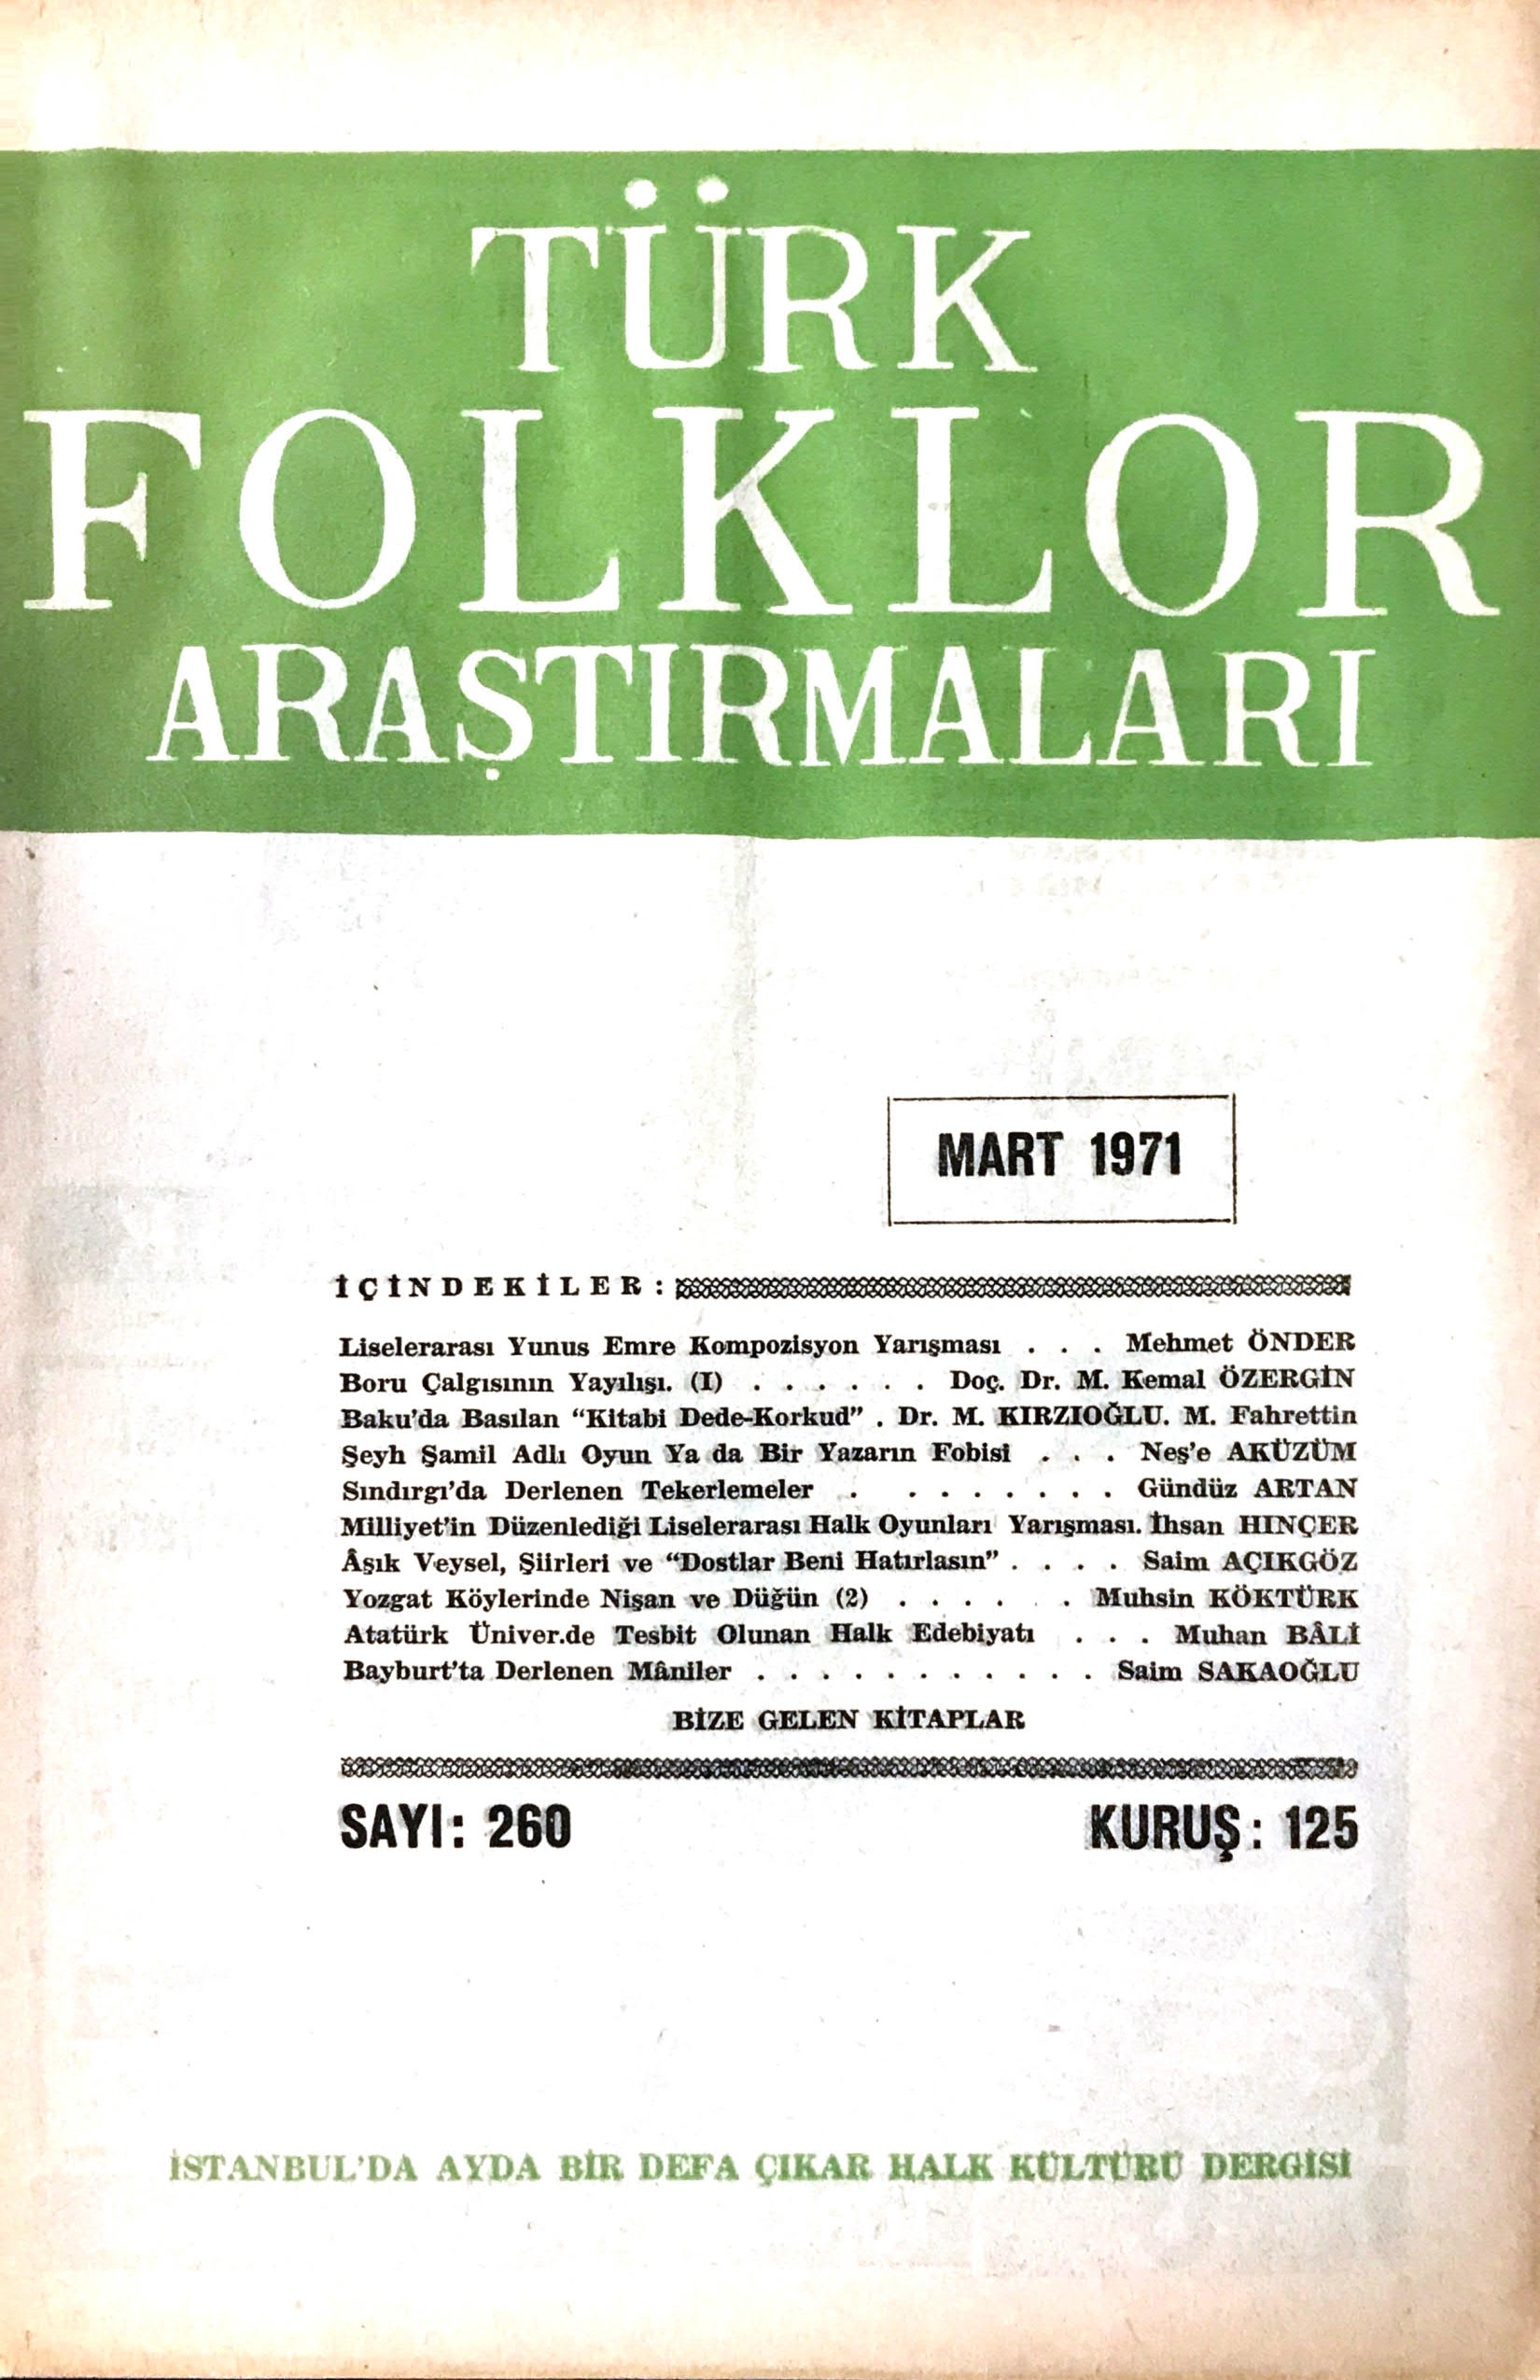 TÜRK
FOLKLOR
ARAŞTIRMALARI
MART 1971
İÇİNDEKİLER:
Liselerarası Yunus Emre Kompozisyon Yarışması . . . Mehmet ÖNDER
Boru Çalgısının Yayılışı. (I) . . . . . . Doç. Dr. M. Kemal ÖZERGİN
Baku'da Basılan "Kitabi Dede-Korkud" . Dr. M. KIRZIOĞLU. M. Fahrettin
Şeyh Şamil Adlı Oyun Ya da Bir Yazarın Fobisi . . . Neş'e AKÜZÜM
Sındırgı'da Derlenen Tekerlemeler . . . . . . . . Gündüz ARTAN
Milliyet'in Düzenlediği Liselerarası Halk Oyunları Yarışması. İhsan HINÇER
Âşık Veysel, Şiirleri ve "Dostlar Beni Hatırlasın" . . . . Saim AÇIKGÖZ
Yozgat Köylerinde Nişan ve Düğün (2) . . . . . . Muhsin KÖKTÜRK
Atatürk Üniver.de Tesbit Olunan Halk Edebiyatı . . . Muhan BÂLİ
Bayburt'ta Derlenen Mâniler . . . . . . . . . . . Saim SAKAOĞLU
BİZE GELEN KİTAPLAR
SAYI: 260 KURUŞ: 125
İSTANBUL'DA AYDA BİR DEFA ÇIKAR HALK KÜLTÜRÜ DERGİSİ